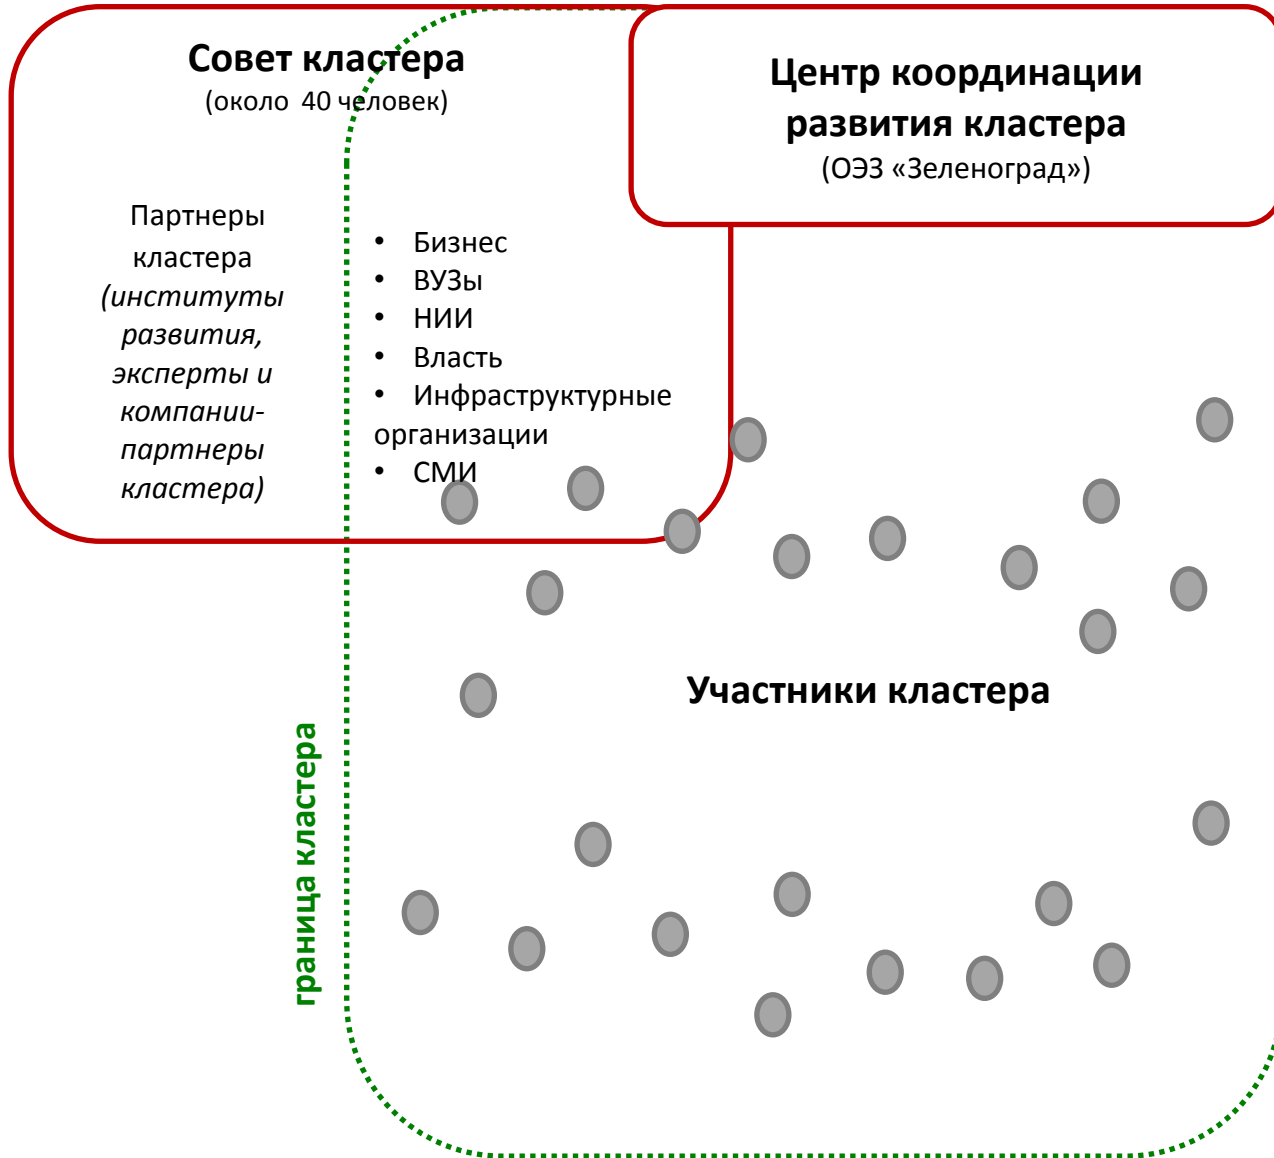 Совет кластера
(около 40 человек)
Центр координации
развития кластера
(ОЭЗ «Зеленоград»)
Партнеры
кластера
(институты
развития,
эксперты и
компании-
партнеры
кластера)
• Бизнес
• ВУЗы
• НИИ
• Власть
• Инфраструктурные
организации
• СМИ
Участники кластера
граница кластера